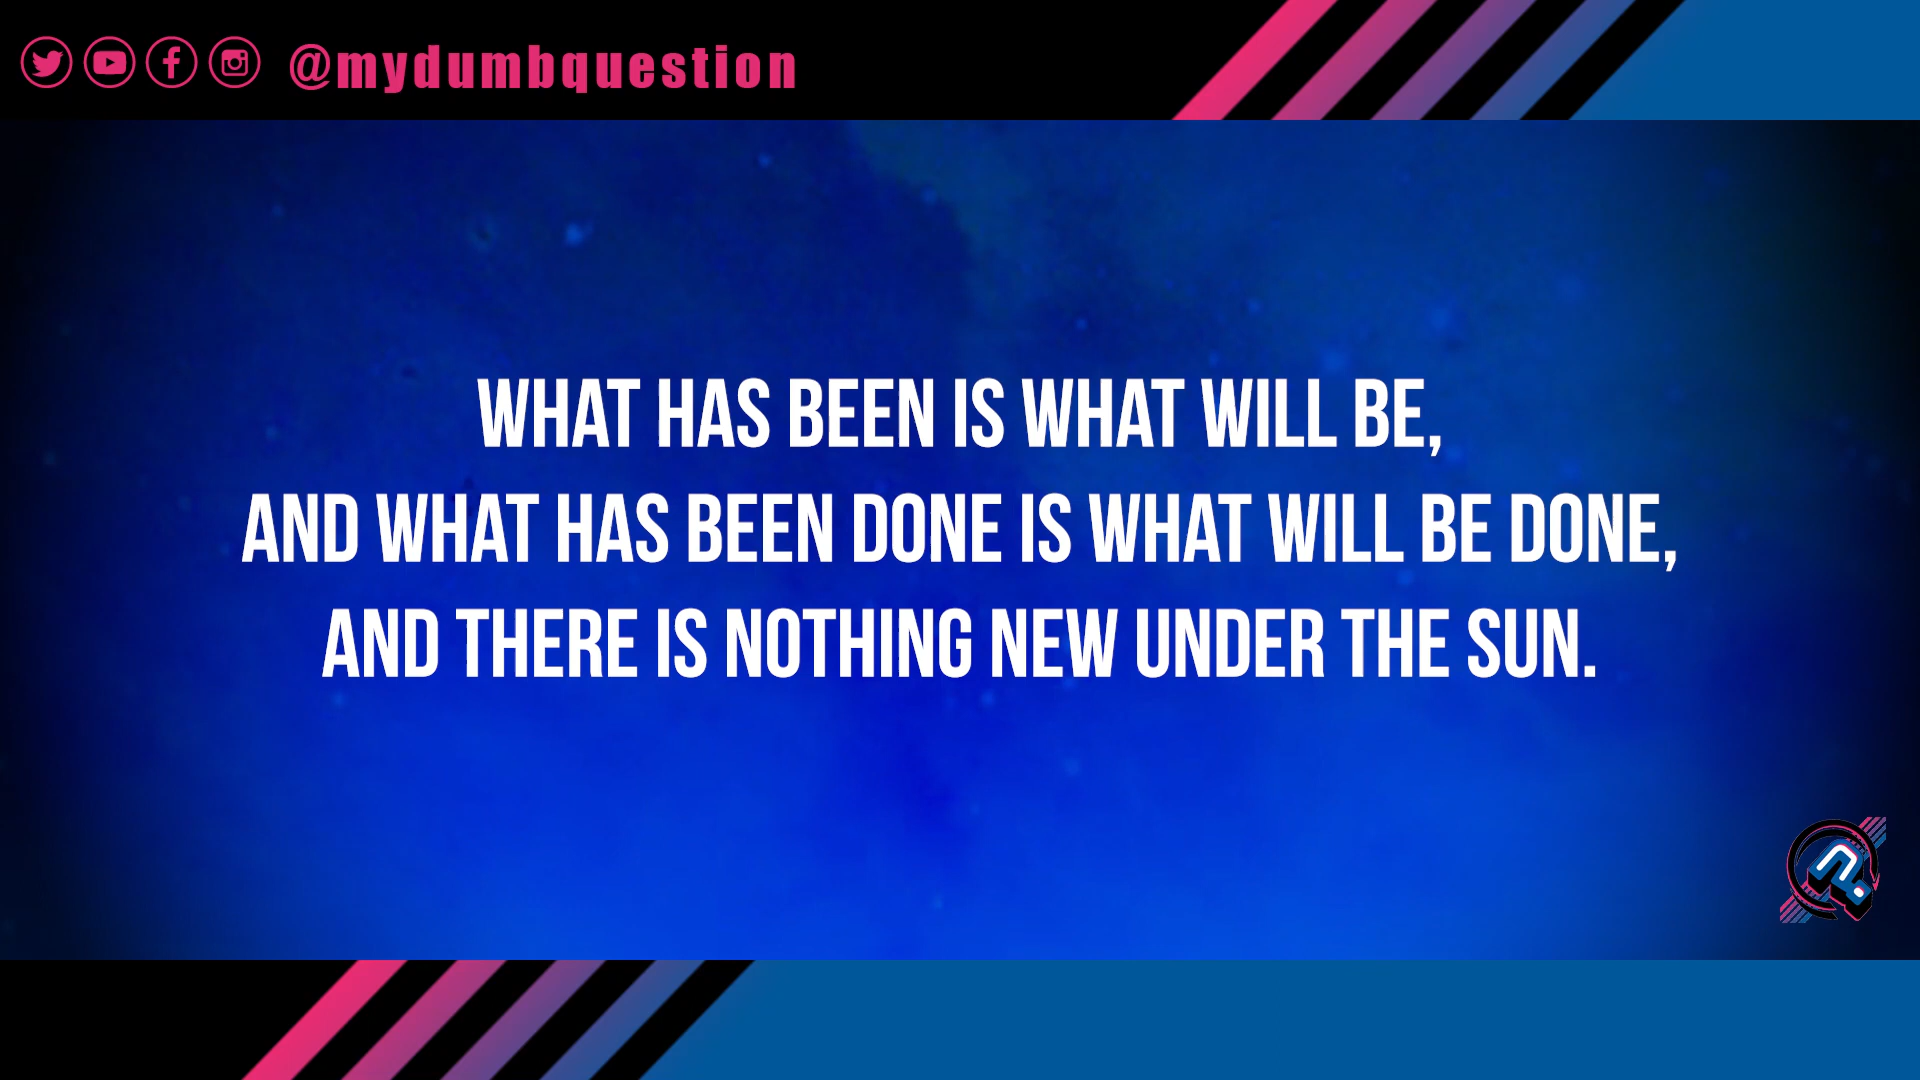 @mydumbquestion
WHAT HAS BEEN IS WHAT WILL BE,
AND WHAT HAS BEEN DONE IS WHAT WILL BE DONE,
AND THERE IS NOTHING NEW UNDER THE SUN.